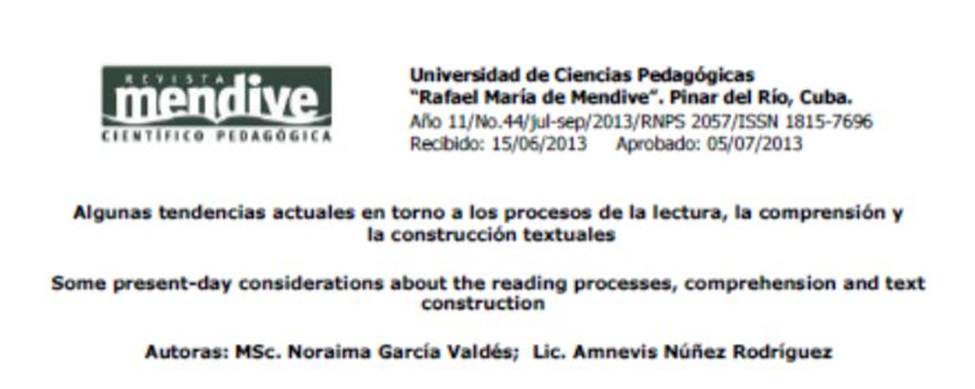 REVISTA
mendive
CIENTÍFICO PEDAGÓGICA
Universidad de Ciencias Pedagógicas
"Rafael María de Mendive". Pinar del Río, Cuba.
Año 11/No.44/jul-sep/2013/RNPS 2057/ISSN 1815-7696
Recibido: 15/06/2013 Aprobado: 05/07/2013
Algunas tendencias actuales en torno a los procesos de la lectura, la comprensión y
la construcción textuales
Some present-day considerations about the reading processes, comprehension and text
construction
Autoras: MSc. Noraima García Valdés; Lic. Amnevis Núñez Rodríguez